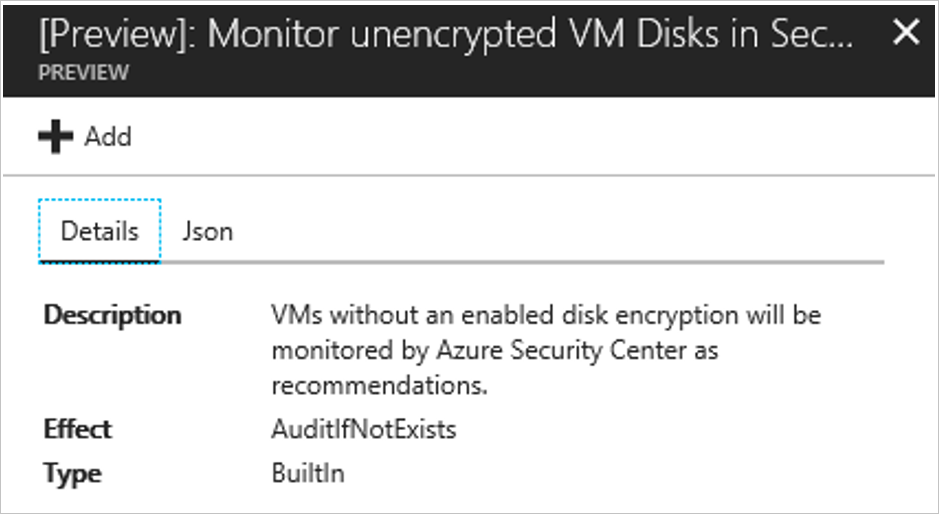 [Preview]: Monitor unencrypted VM Disks in Sec...
PREVIEW
Add
Details Json
Description VMs without an enabled disk encryption will be
monitored by Azure Security Center as
recommendations.
Effect AuditIfNotExists
Type BuiltIn